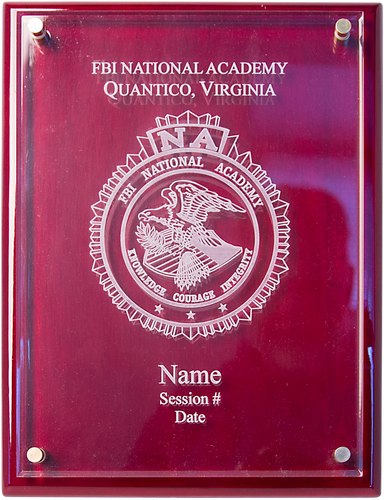 FBI NATIONAL ACADEMY
QUANTICO, VIRGINIA
NA
FBI NATIONAL ACADEMY
KNOWLEDGE COURAGE INTEGRITY
Name
Session #
Date